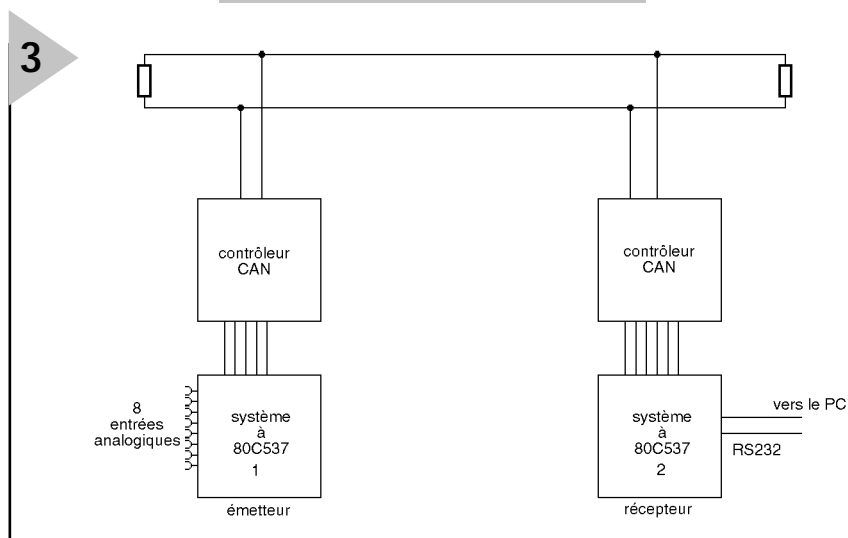 3
contrôleur
CAN
contrôleur
CAN
8
entrées
analogiques
système
à
80C537
1
émetteur
système
à
80C537
2
récepteur
vers le PC
RS232